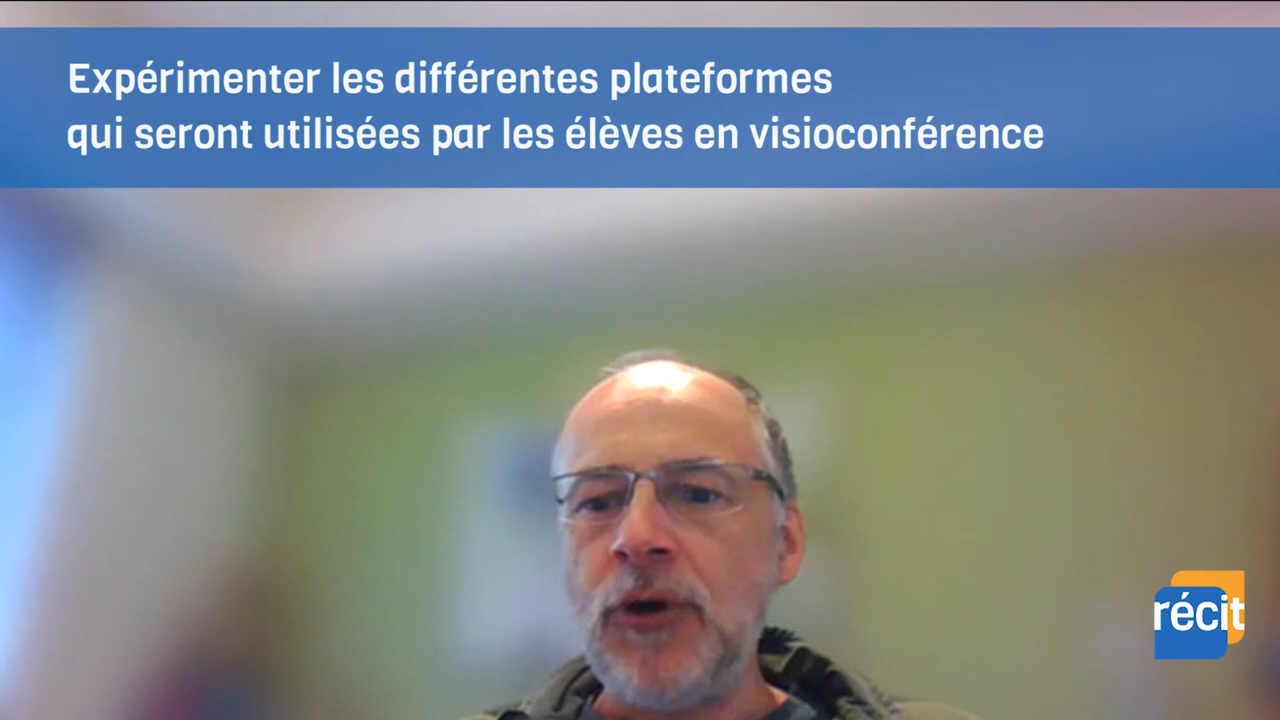 Expérimenter les différentes plateformes
qui seront utilisées par les élèves en visioconférence
récit